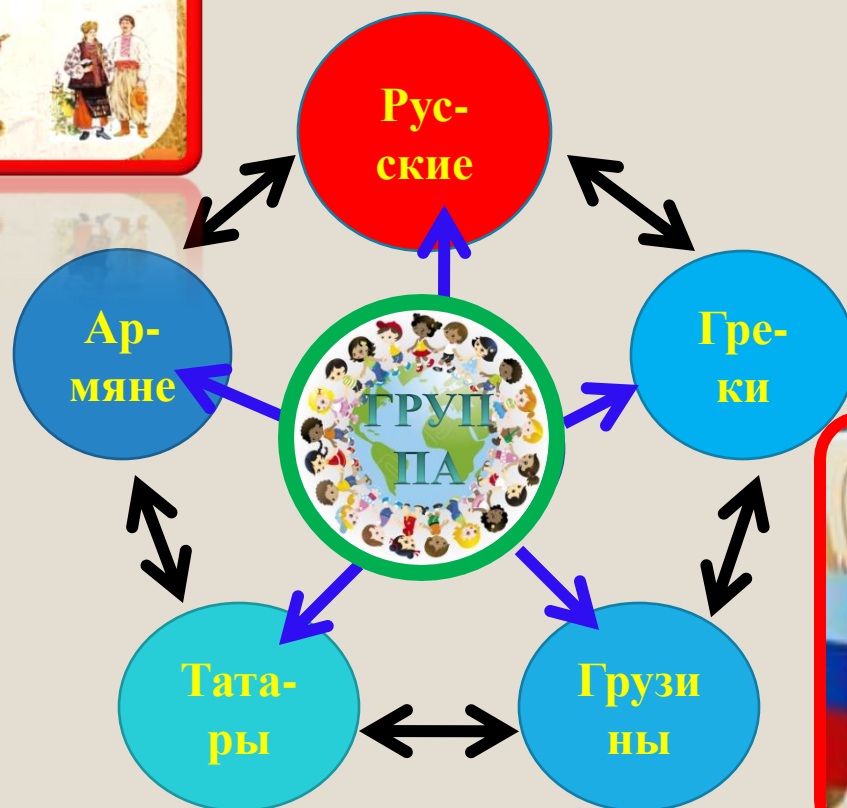 Рус-
ские
Ар-
мяне
Гре-
ки
ГРУП
ПА
Тата-
ры
Грузи
ны